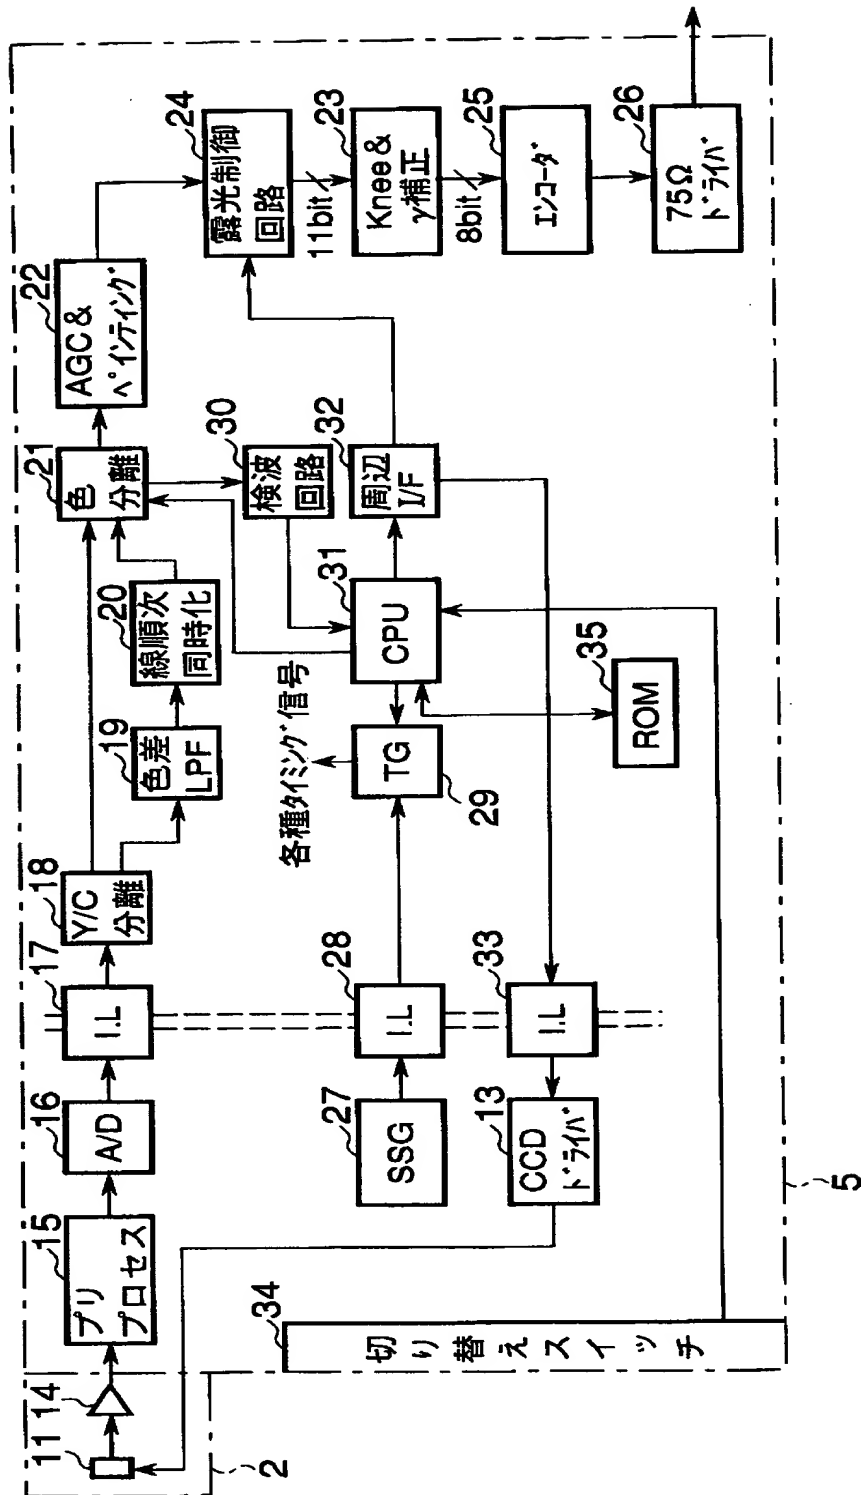 11
14
2
15
プリ
プロセス
16
A/D
17
I.L
18
Y/C
分離
19
色差
LPF
20
線順次
同時化
21
色
分離
22
AGC&
ペインティング
24
露光制御
回路
11bit
23
Knee&
γ補正
8bit
25
エンコーダ
26
75Ω
ドライバ
30
検波
回路
31
CPU
32
周辺
I/F
27
SSG
28
I.L
29
TG
各種タイミング信号
13
CCD
ドライバ
33
I.L
35
ROM
34
切り替えスイッチ
5